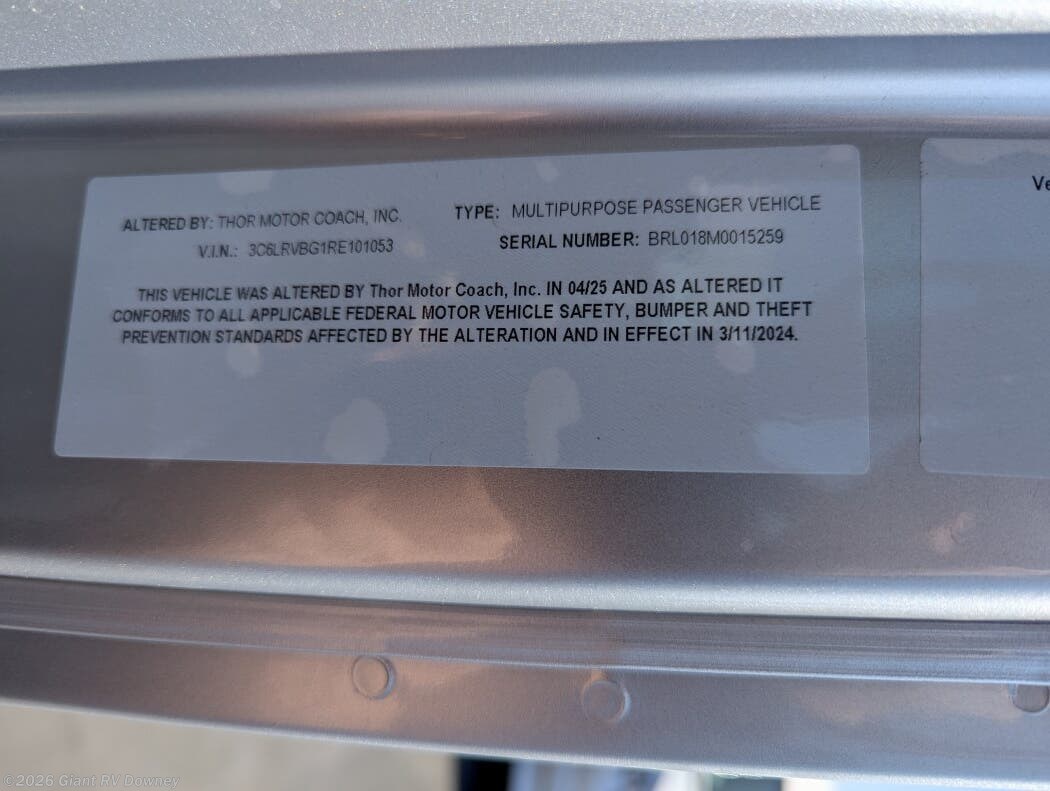 ALTERED BY: THOR MOTOR COACH, INC. TYPE: MULTIPURPOSE PASSENGER VEHICLE
V.I.N.: 3C6LRVBG1RE101053 SERIAL NUMBER: BRL018M0015259
THIS VEHICLE WAS ALTERED BY Thor Motor Coach, Inc. IN 04/25 AND AS ALTERED IT
CONFORMS TO ALL APPLICABLE FEDERAL MOTOR VEHICLE SAFETY, BUMPER AND THEFT
PREVENTION STANDARDS AFFECTED BY THE ALTERATION AND IN EFFECT IN 3/11/2024.
Ve
©2026 Giant RV Downey